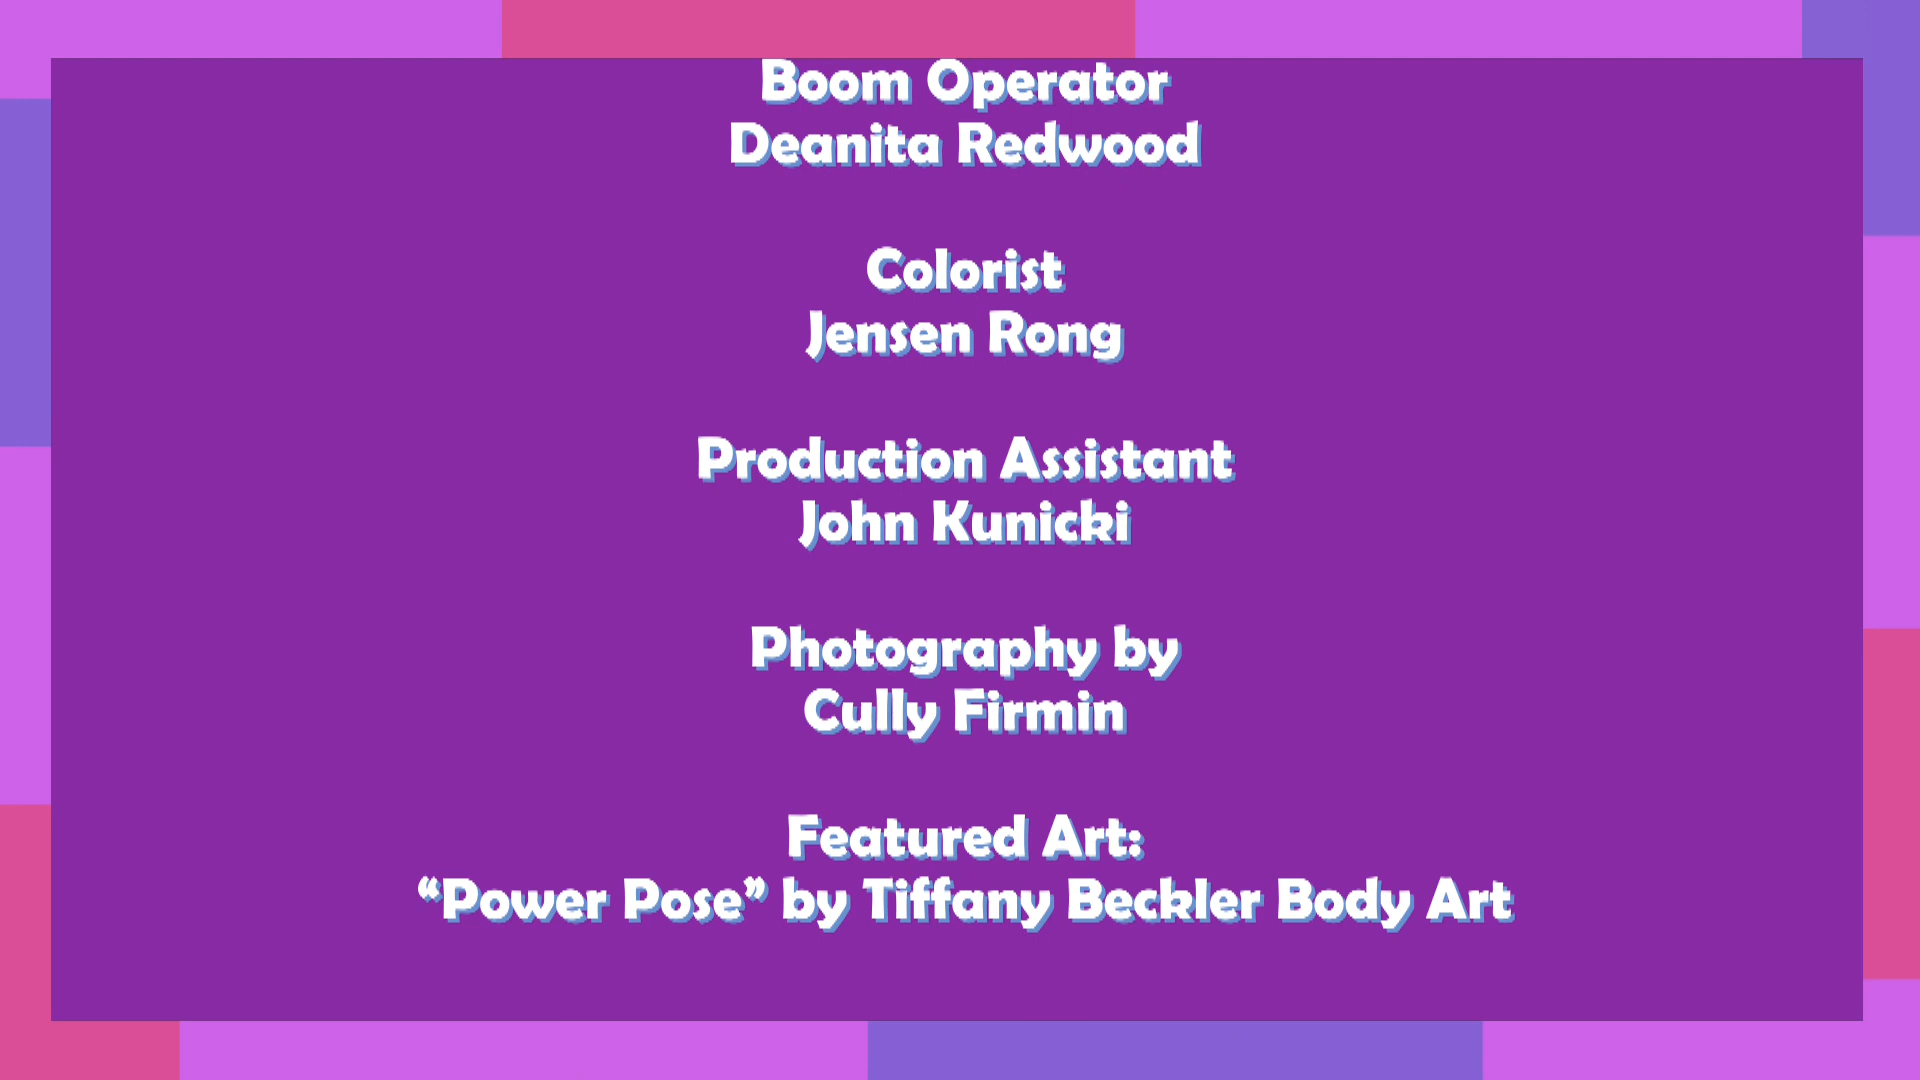 Boom Operator
Deanita Redwood
Colorist
Jensen Rong
Production Assistant
John Kunicki
Photography by
Cully Firmin
Featured Art:
“Power Pose” by Tiffany Beckler Body Art